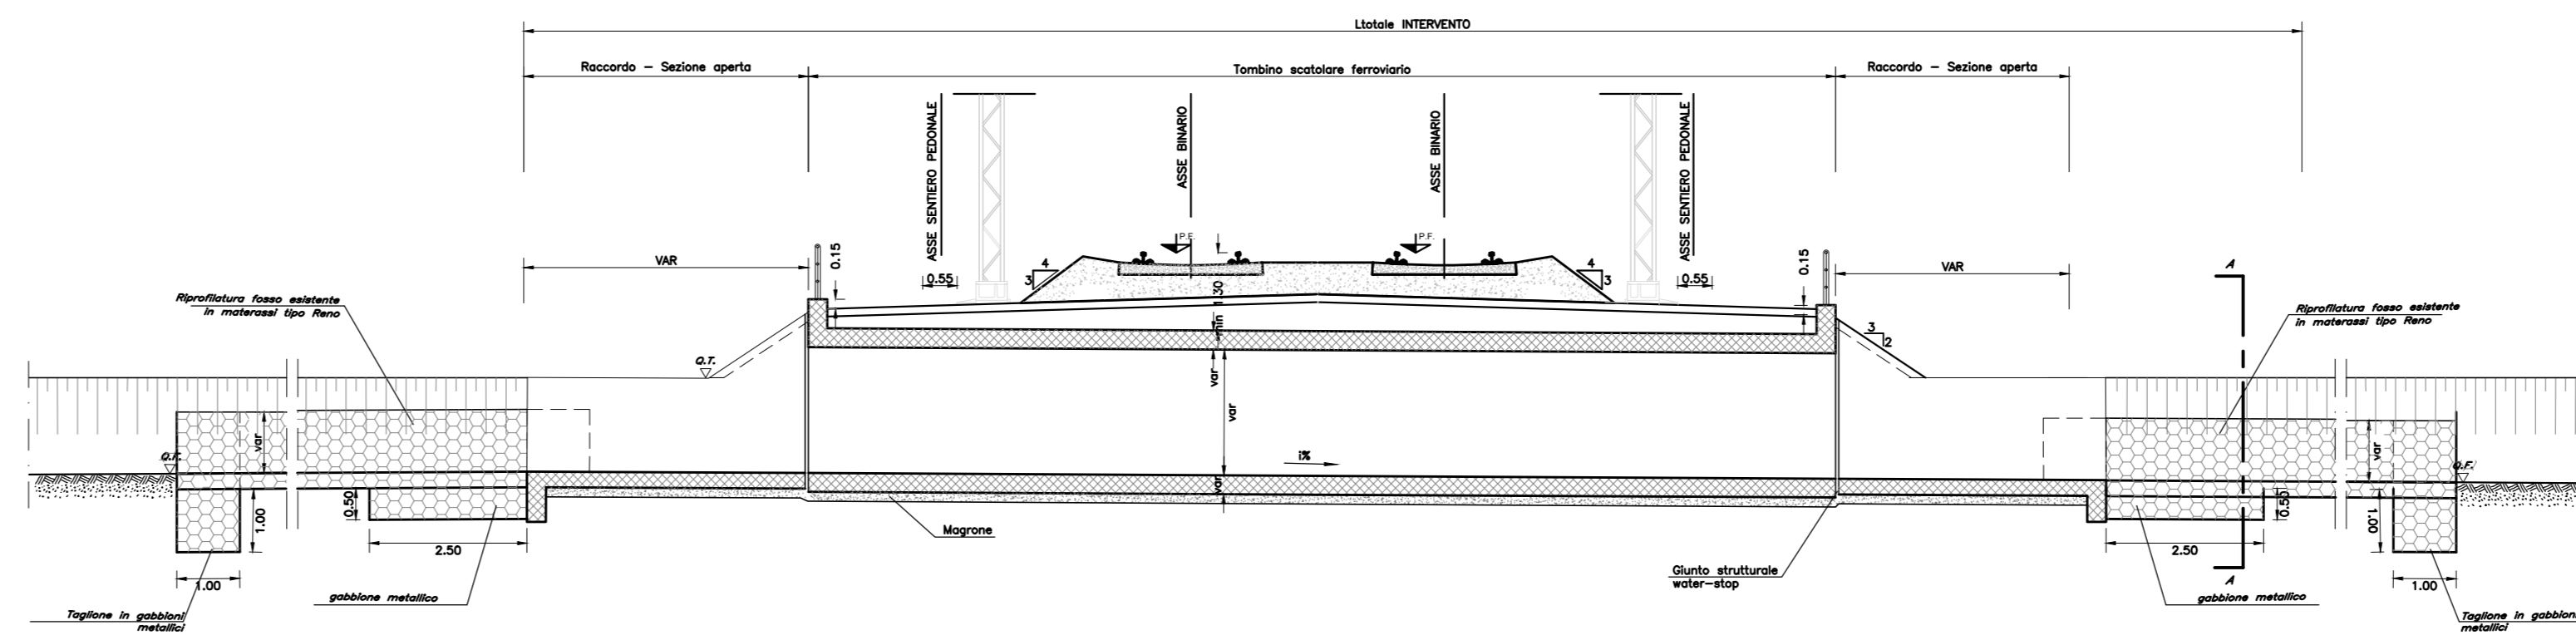 Ltotale INTERVENTO
Raccordo – Sezione aperta
Tombino scatolare ferroviario
Raccordo – Sezione aperta
ASSE SENTIERO PEDONALE
ASSE BINARIO
ASSE BINARIO
ASSE SENTIERO PEDONALE
P.F.
P.F.
VAR
0.15
0.55
3
4
4
3
0.55
0.15
VAR
A
Riprofilatura fosso esistente
in materassi tipo Reno
min 1.30
Riprofilatura fosso esistente
in materassi tipo Reno
3
2
Q.T.
var
var
var
var
Q.F.
i%
Q.F.
var
0.50
1.00
2.50
Magrone
0.50
1.00
2.50
1.00
Giunto strutturale
water-stop
A
1.00
gabbione metallico
gabbione metallico
Taglione in gabbioni
metallici
Taglione in gabbioni
metallici